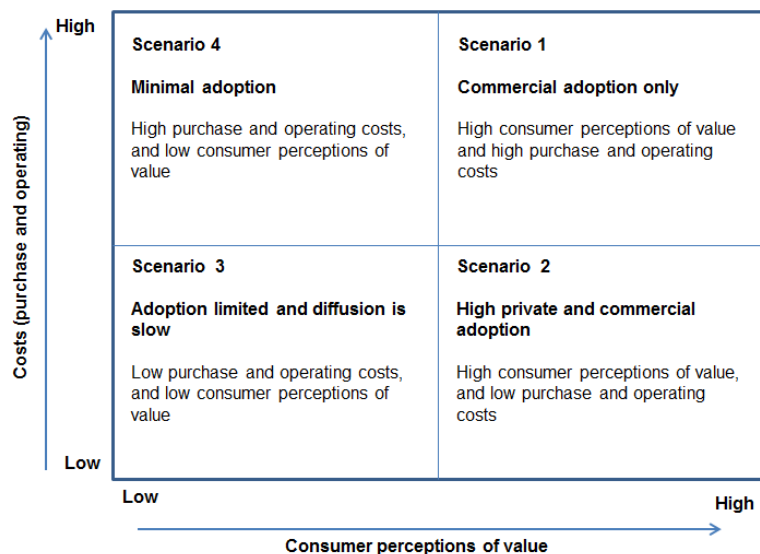 High
Scenario 4
Minimal adoption
High purchase and operating costs,
and low consumer perceptions of
value
Scenario 1
Commercial adoption only
High consumer perceptions of value
and high purchase and operating
costs
Costs (purchase and operating)
Scenario 3
Adoption limited and diffusion is
slow
Low purchase and operating costs,
and low consumer perceptions of
value
Scenario 2
High private and commercial
adoption
High consumer perceptions of value,
and low purchase and operating
costs
Low
Low
High
Consumer perceptions of value